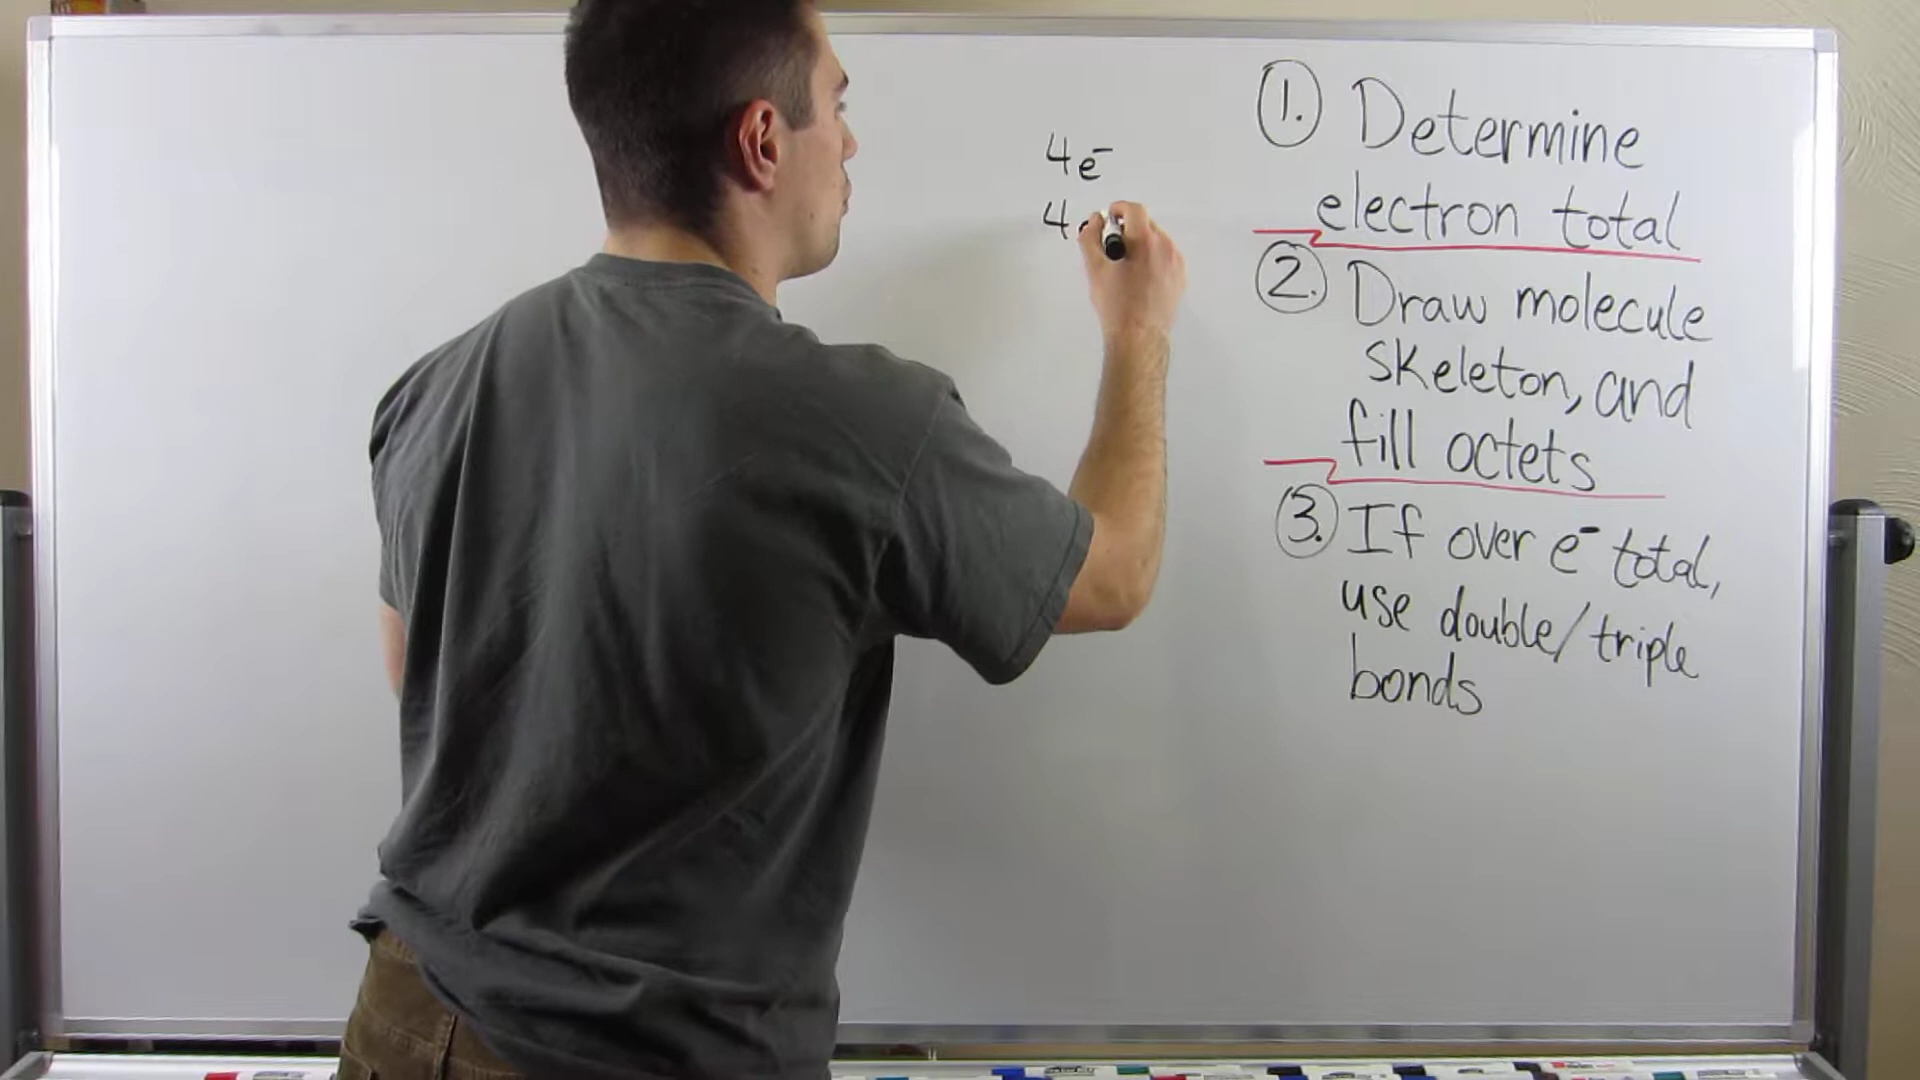 4e⁻
4e
1. Determine
electron total
2. Draw molecule
skeleton, and
fill octets
3. If over e⁻ total,
use double/triple
bonds